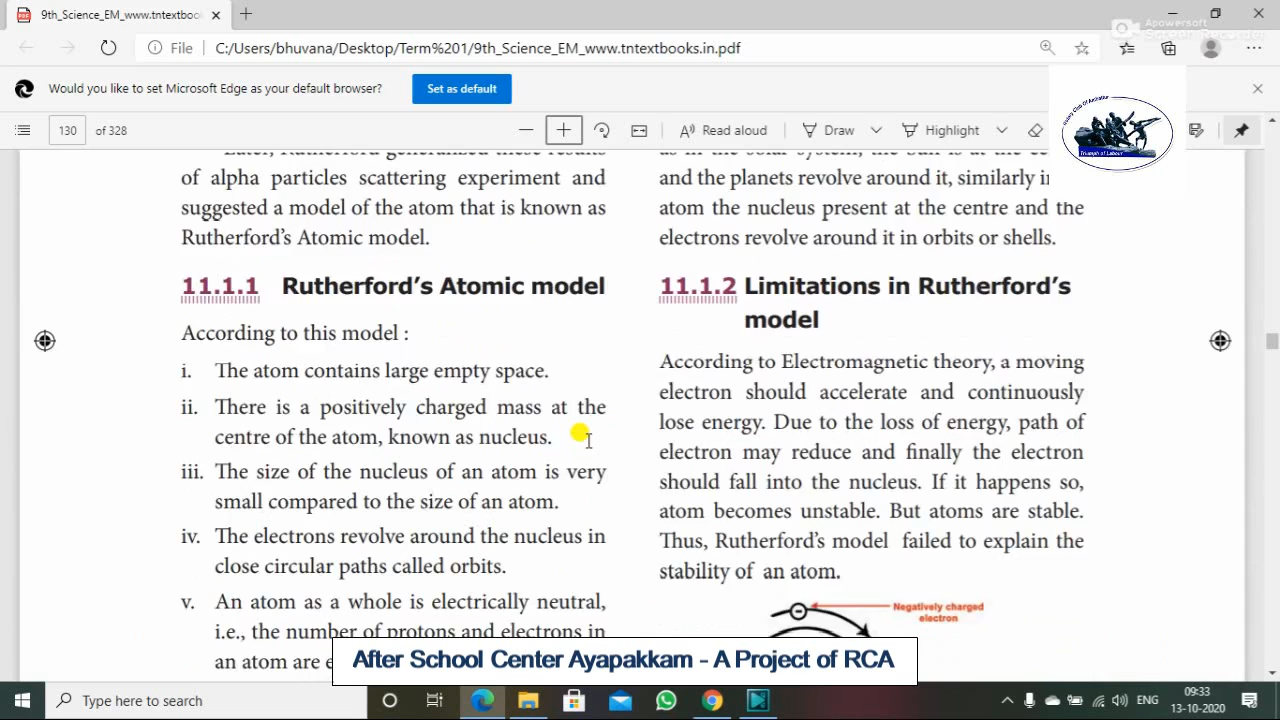 9th_Science_EM_www.tntextbooks.i
Apowersoft
Screen Recorder
File
C:/Users/bhuvana/Desktop/Term%201/9th_Science_EM_www.tntextbooks.in.pdf
Would you like to set Microsoft Edge as your default browser?
Set as default
130 of 328
Read aloud
Draw
Highlight
Triumph of Labour
of alpha particles scattering experiment and
suggested a model of the atom that is known as
Rutherford's Atomic model.
11.1.1 Rutherford's Atomic model
According to this model :
i. The atom contains large empty space.
ii. There is a positively charged mass at the
centre of the atom, known as nucleus.
iii. The size of the nucleus of an atom is very
small compared to the size of an atom.
iv. The electrons revolve around the nucleus in
close circular paths called orbits.
v. An atom as a whole is electrically neutral,
i.e., the number of protons and electrons in
an atom are e
and the planets revolve around it, similarly in
atom the nucleus present at the centre and the
electrons revolve around it in orbits or shells.
11.1.2 Limitations in Rutherford's
model
According to Electromagnetic theory, a moving
electron should accelerate and continuously
lose energy. Due to the loss of energy, path of
electron may reduce and finally the electron
should fall into the nucleus. If it happens so,
atom becomes unstable. But atoms are stable.
Thus, Rutherford's model failed to explain the
stability of an atom.
Negatively charged
electron
After School Center Ayapakkam - A Project of RCA
Type here to search
ENG
09:33
13-10-2020